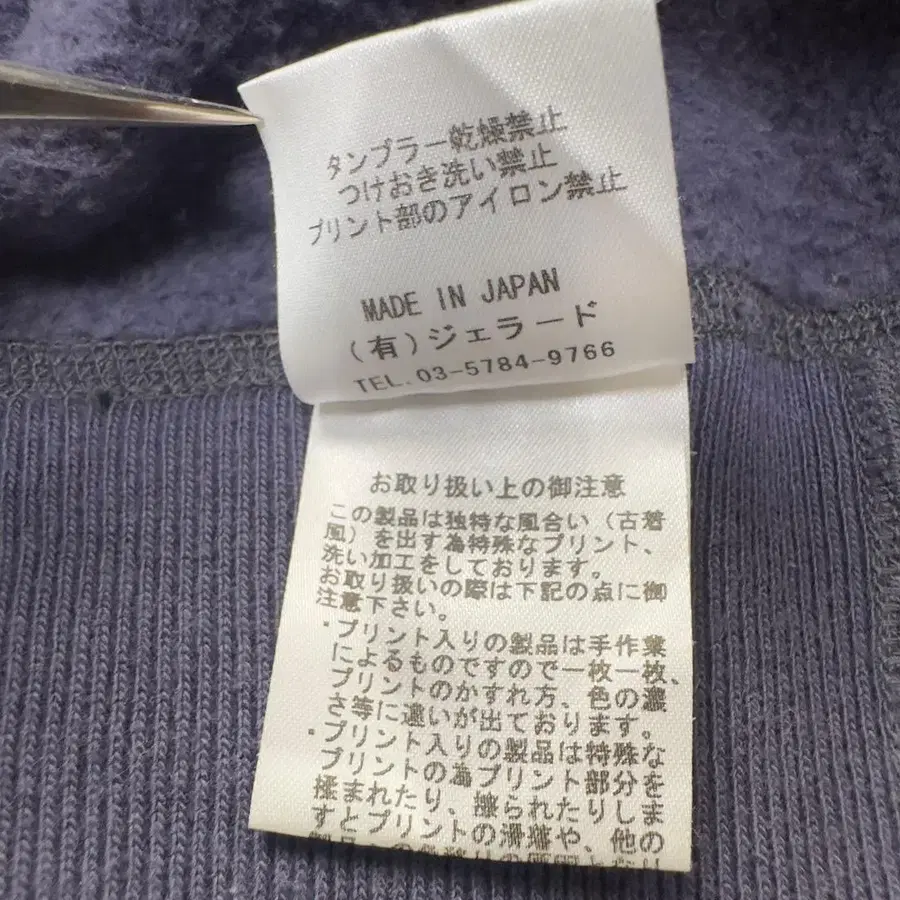 タンブラー乾燥禁止
つけおき洗い禁止
プリント部のアイロン禁止
MADE IN JAPAN
(有)ジェラード
TEL.03-5784-9766
お取り扱い上の御注意
この製品は独特な風合い(古着
風)を出す為特殊なプリント、
洗い加工をしております。
お取り扱いの際は下記の点に御
注意下さい。
・プリント入りの製品は手作業
によるものですので一枚一枚、
プリントのかすれ方、色の濃
さ等に違いが出ております。
・プリント入りの製品は特殊な
プリントの為プリント部分を
揉まれたり、擦られたりしま
すとプリントの滑落や、他の